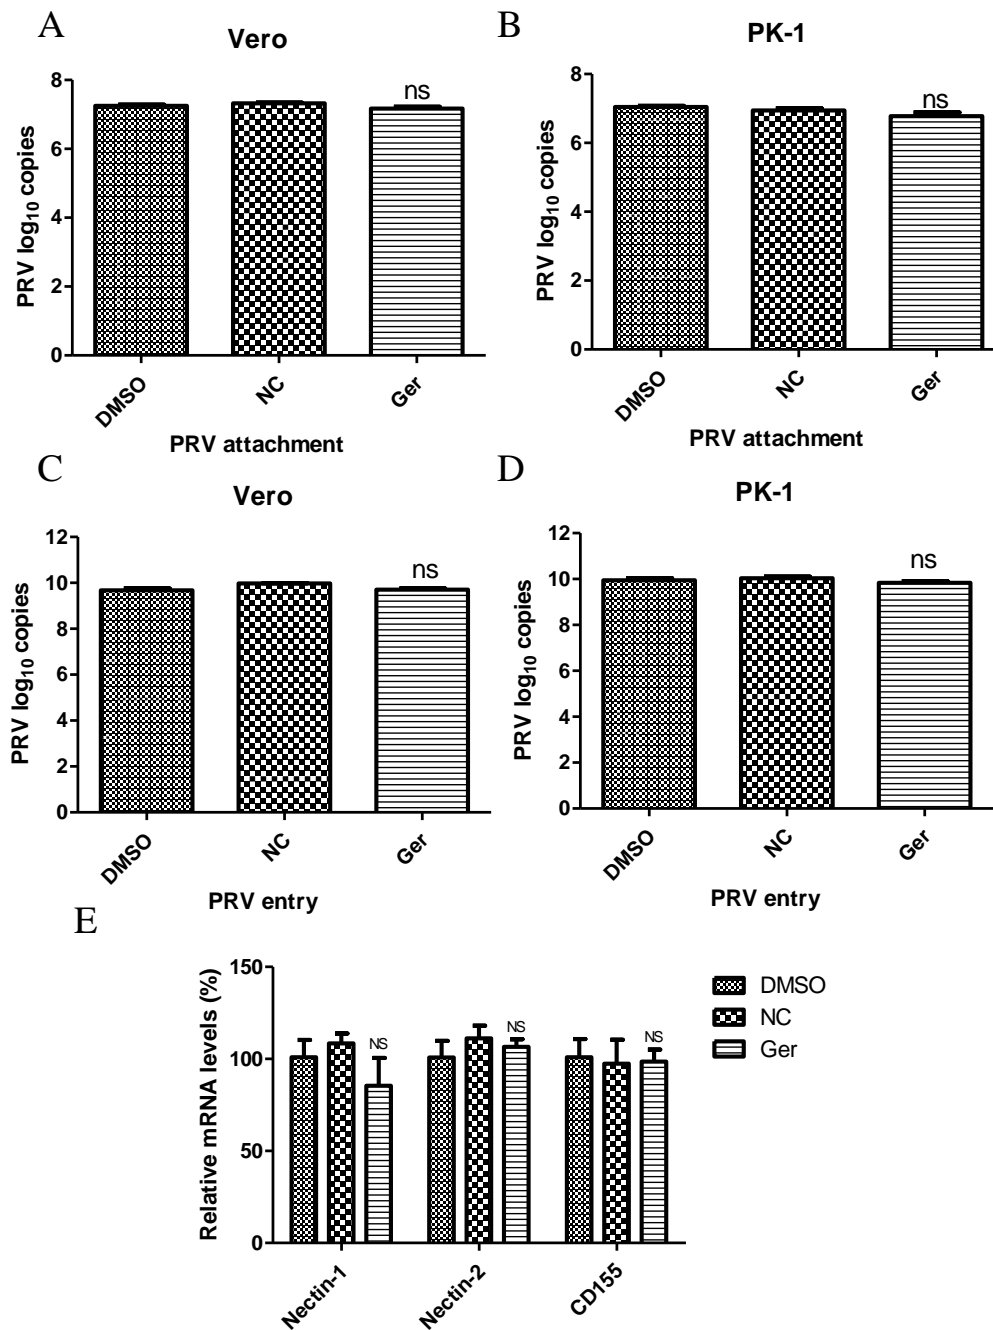 A
Vero
PRV log₁₀ copies
8
6
4
2
0
ns
DMSO
NC
Ger
PRV attachment
B
PK-1
PRV log₁₀ copies
8
6
4
2
0
ns
DMSO
NC
Ger
PRV attachment
C
Vero
PRV log₁₀ copies
12
10
8
6
4
2
0
ns
DMSO
NC
Ger
PRV entry
D
PK-1
PRV log₁₀ copies
12
10
8
6
4
2
0
ns
DMSO
NC
Ger
PRV entry
E
Relative mRNA levels (%)
150
100
50
0
NS
NS
NS
Nectin-1
Nectin-2
CD155
DMSO
NC
Ger